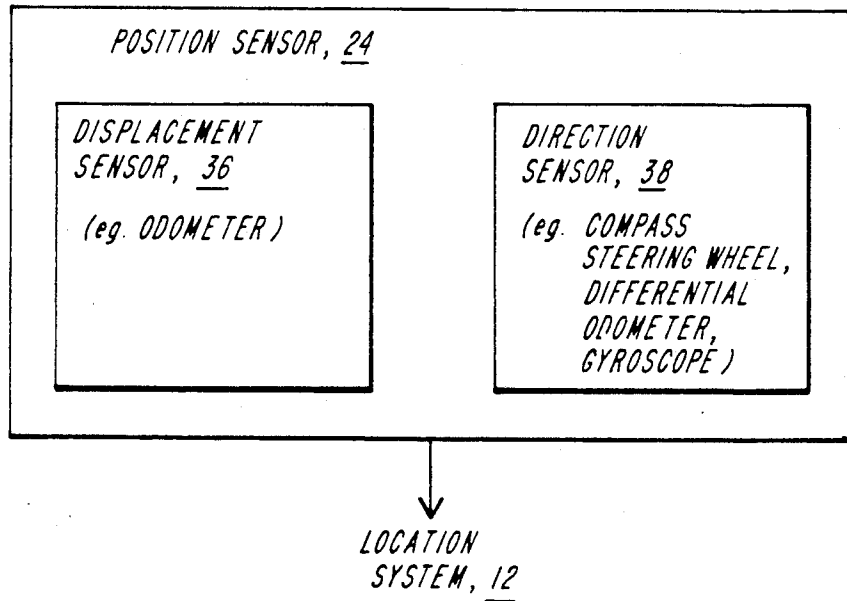 POSITION SENSOR, 24
DISPLACEMENT
SENSOR, 36
(eg. ODOMETER)
DIRECTION
SENSOR, 38
(eg. COMPASS
STEERING WHEEL,
DIFFERENTIAL
ODOMETER,
GYROSCOPE)
LOCATION
SYSTEM, 12